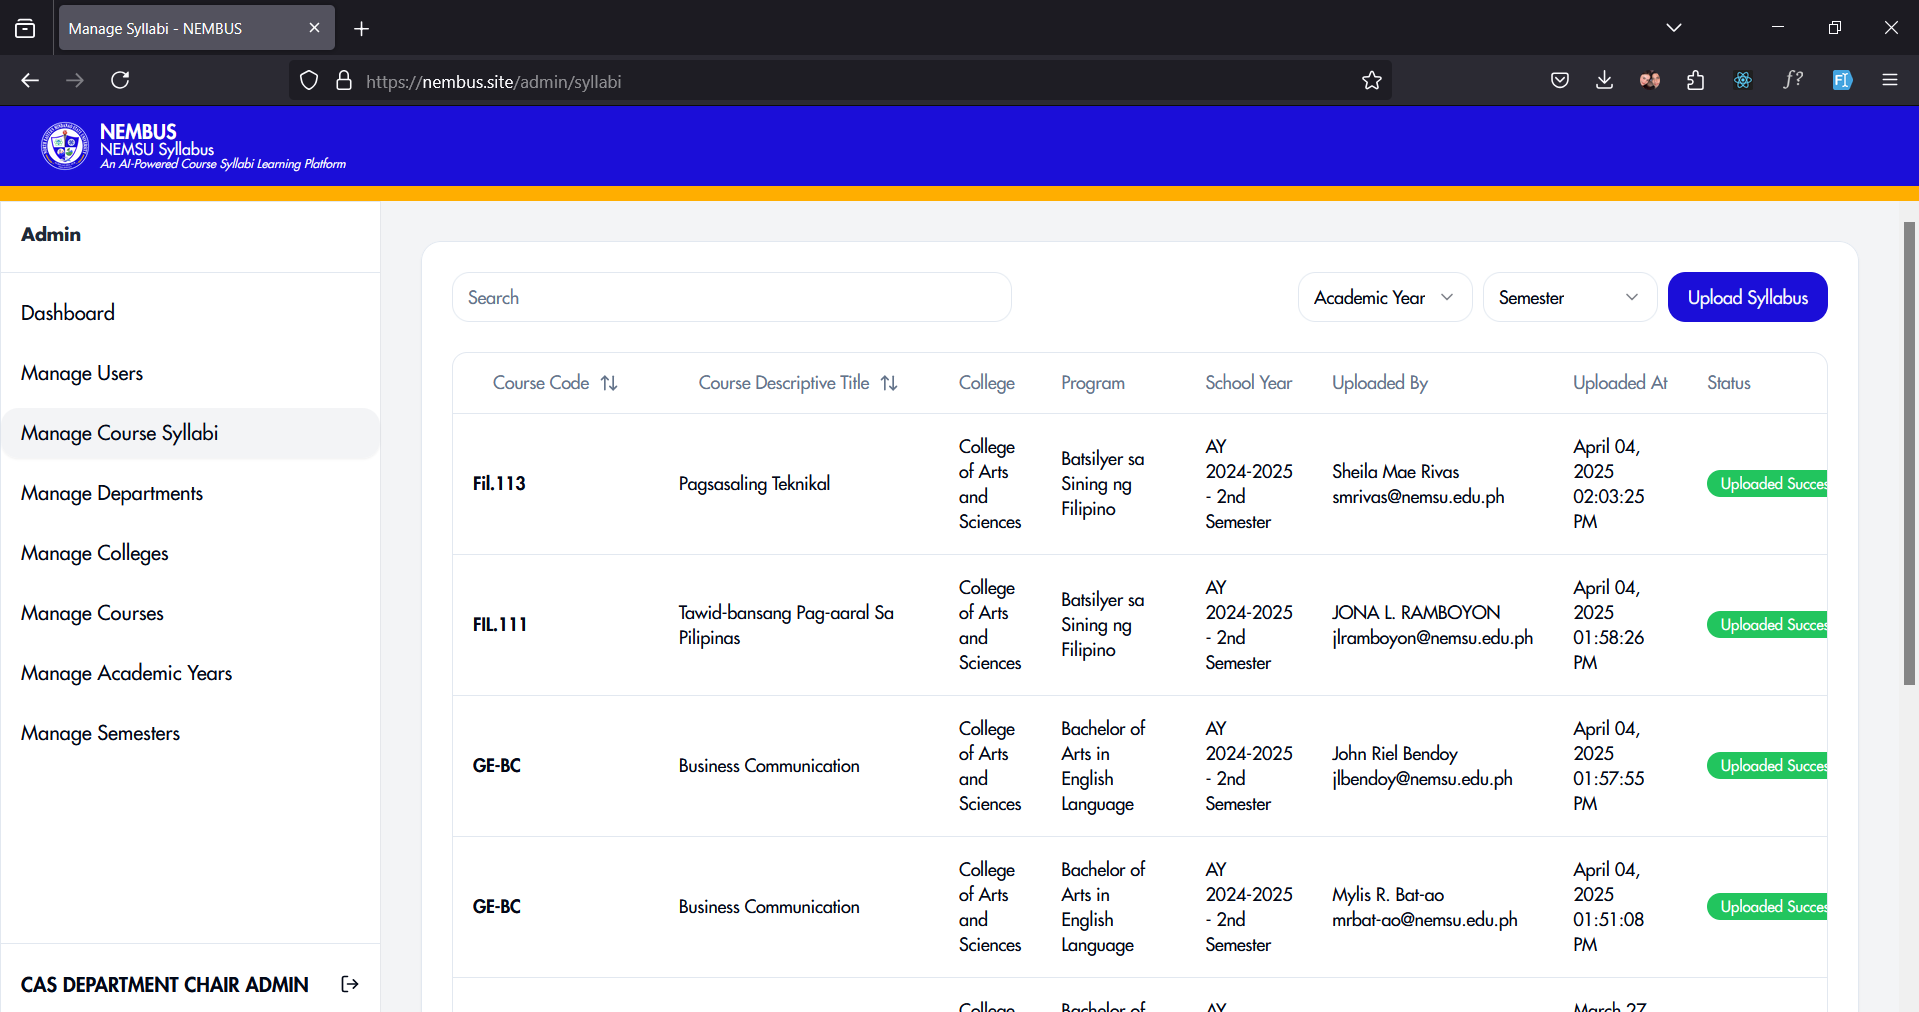 Manage Syllabi - NEMBUS
https://nembus.site/admin/syllabi
NEMBUS
NEMSU Syllabus
An AI-Powered Course Syllabi Learning Platform
Admin
Dashboard
Manage Users
Manage Course Syllabi
Manage Departments
Manage Colleges
Manage Courses
Manage Academic Years
Manage Semesters
CAS DEPARTMENT CHAIR ADMIN
Search
Academic Year
Semester
Upload Syllabus
Course Code
Course Descriptive Title
College
Program
School Year
Uploaded By
Uploaded At
Status
Fil.113
Pagsasaling Teknikal
College
of Arts
and
Sciences
Batsilyer sa
Sining ng
Filipino
AY
2024-2025
- 2nd
Semester
Sheila Mae Rivas
smrivas@nemsu.edu.ph
April 04,
2025
02:03:25
PM
Uploaded Succes
FIL.111
Tawid-bansang Pag-aaral Sa
Pilipinas
College
of Arts
and
Sciences
Batsilyer sa
Sining ng
Filipino
AY
2024-2025
- 2nd
Semester
JONA L. RAMBOYON
jlramboyon@nemsu.edu.ph
April 04,
2025
01:58:26
PM
Uploaded Succes
GE-BC
Business Communication
College
of Arts
and
Sciences
Bachelor of
Arts in
English
Language
AY
2024-2025
- 2nd
Semester
John Riel Bendoy
jlbendoy@nemsu.edu.ph
April 04,
2025
01:57:55
PM
Uploaded Succes
GE-BC
Business Communication
College
of Arts
and
Sciences
Bachelor of
Arts in
English
Language
AY
2024-2025
- 2nd
Semester
Mylis R. Bat-ao
mrbat-ao@nemsu.edu.ph
April 04,
2025
01:51:08
PM
Uploaded Succes
College
Bachelor of
AY
March 27